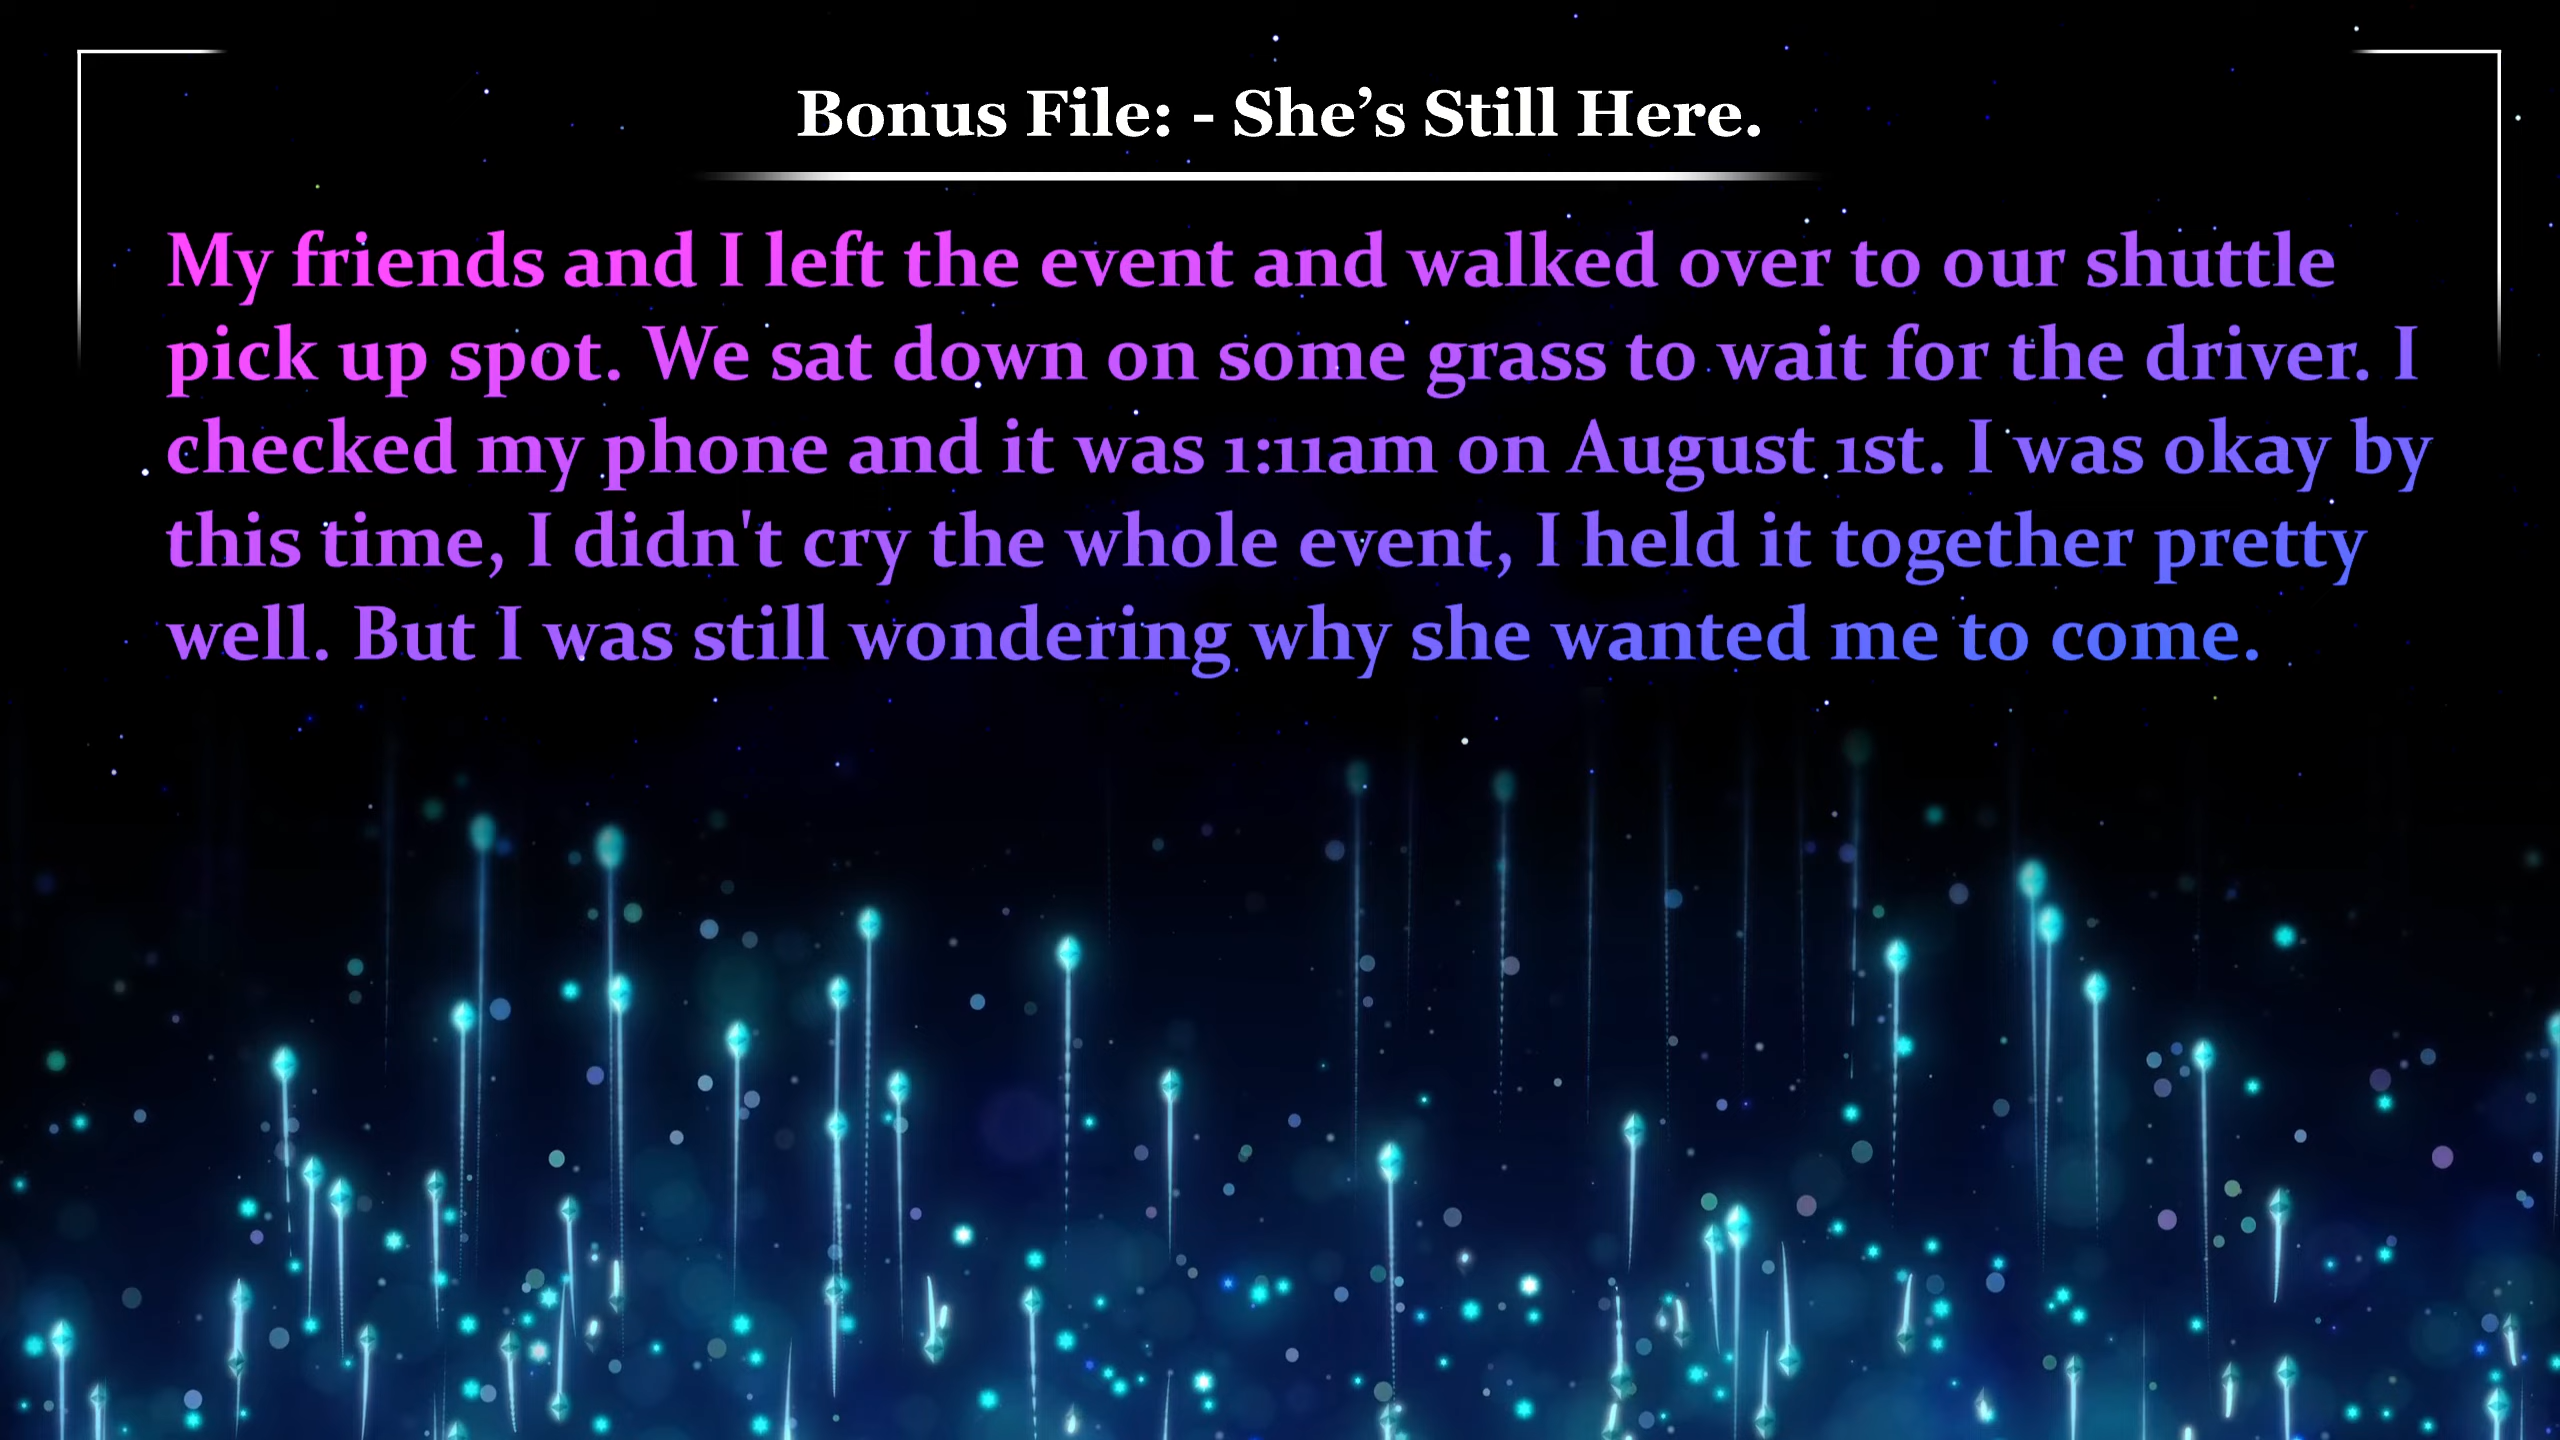 Bonus File: - She’s Still Here.
My friends and I left the event and walked over to our shuttle
pick up spot. We sat down on some grass to wait for the driver. I
checked my phone and it was 1:11am on August 1st. I was okay by
this time, I didn't cry the whole event, I held it together pretty
well. But I was still wondering why she wanted me to come.